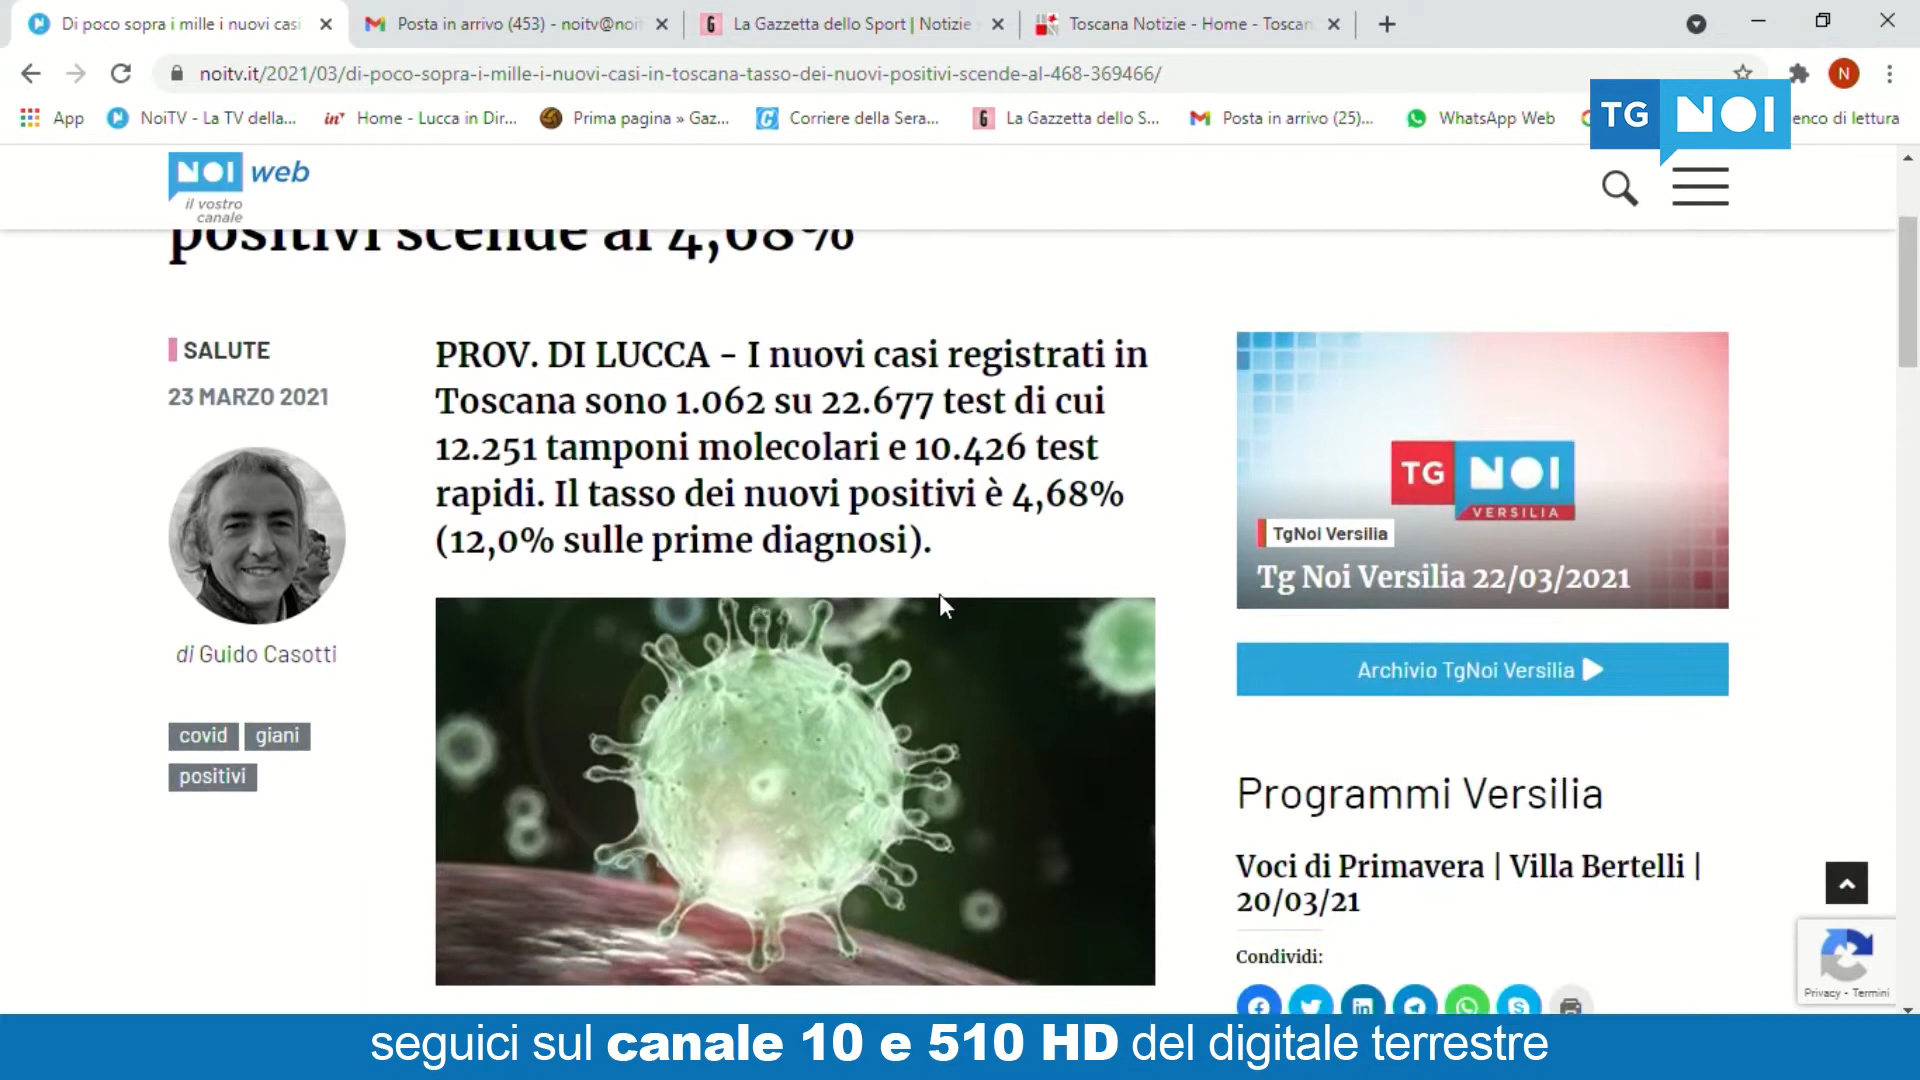 Di poco sopra i mille i nuovi casi
Posta in arrivo (453) - noitv@noi
La Gazzetta dello Sport | Notizie
Toscana Notizie - Home - Toscan
noitv.it/2021/03/di-poco-sopra-i-mille-i-nuovi-casi-in-toscana-tasso-dei-nuovi-positivi-scende-al-468-369466/
N
App
NoiTV - La TV della...
Home - Lucca in Dir...
Prima pagina » Gaz...
Corriere della Sera...
La Gazzetta dello S...
Posta in arrivo (25)...
WhatsApp Web
enco di lettura
TG NOI
NOI web
il vostro
canale
positivi scende al 4,68%
SALUTE
23 MARZO 2021
di Guido Casotti
covid giani
positivi
PROV. DI LUCCA - I nuovi casi registrati in
Toscana sono 1.062 su 22.677 test di cui
12.251 tamponi molecolari e 10.426 test
rapidi. Il tasso dei nuovi positivi è 4,68%
(12,0% sulle prime diagnosi).
TG NOI
VERSILIA
TgNoi Versilia
Tg Noi Versilia 22/03/2021
Archivio TgNoi Versilia
Programmi Versilia
Voci di Primavera | Villa Bertelli |
20/03/21
Condividi:
Privacy - Termini
seguici sul canale 10 e 510 HD del digitale terrestre